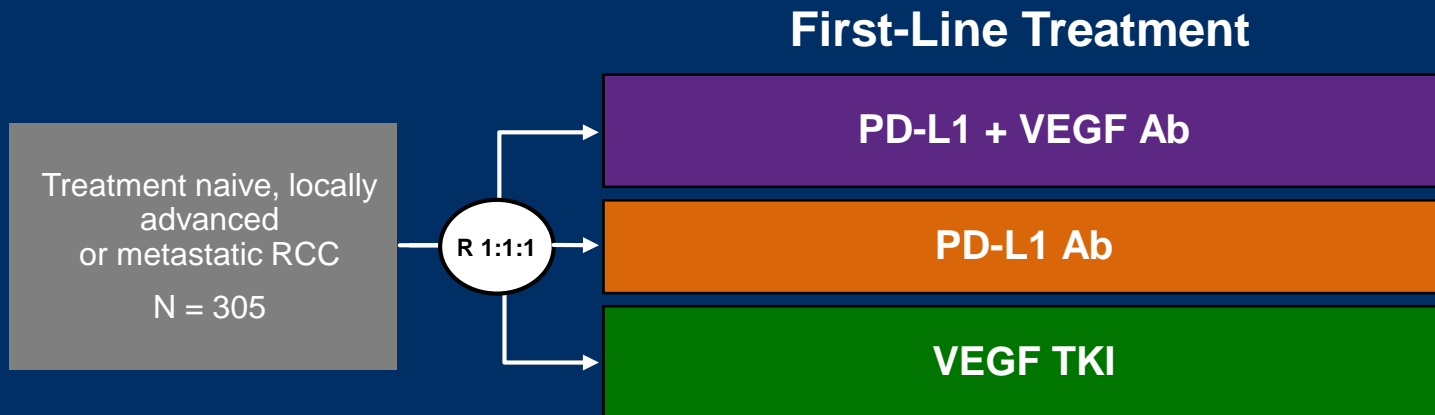 First-Line Treatment
Treatment naive, locally
advanced
or metastatic RCC
N = 305
R 1:1:1
PD-L1 + VEGF Ab
PD-L1 Ab
VEGF TKI